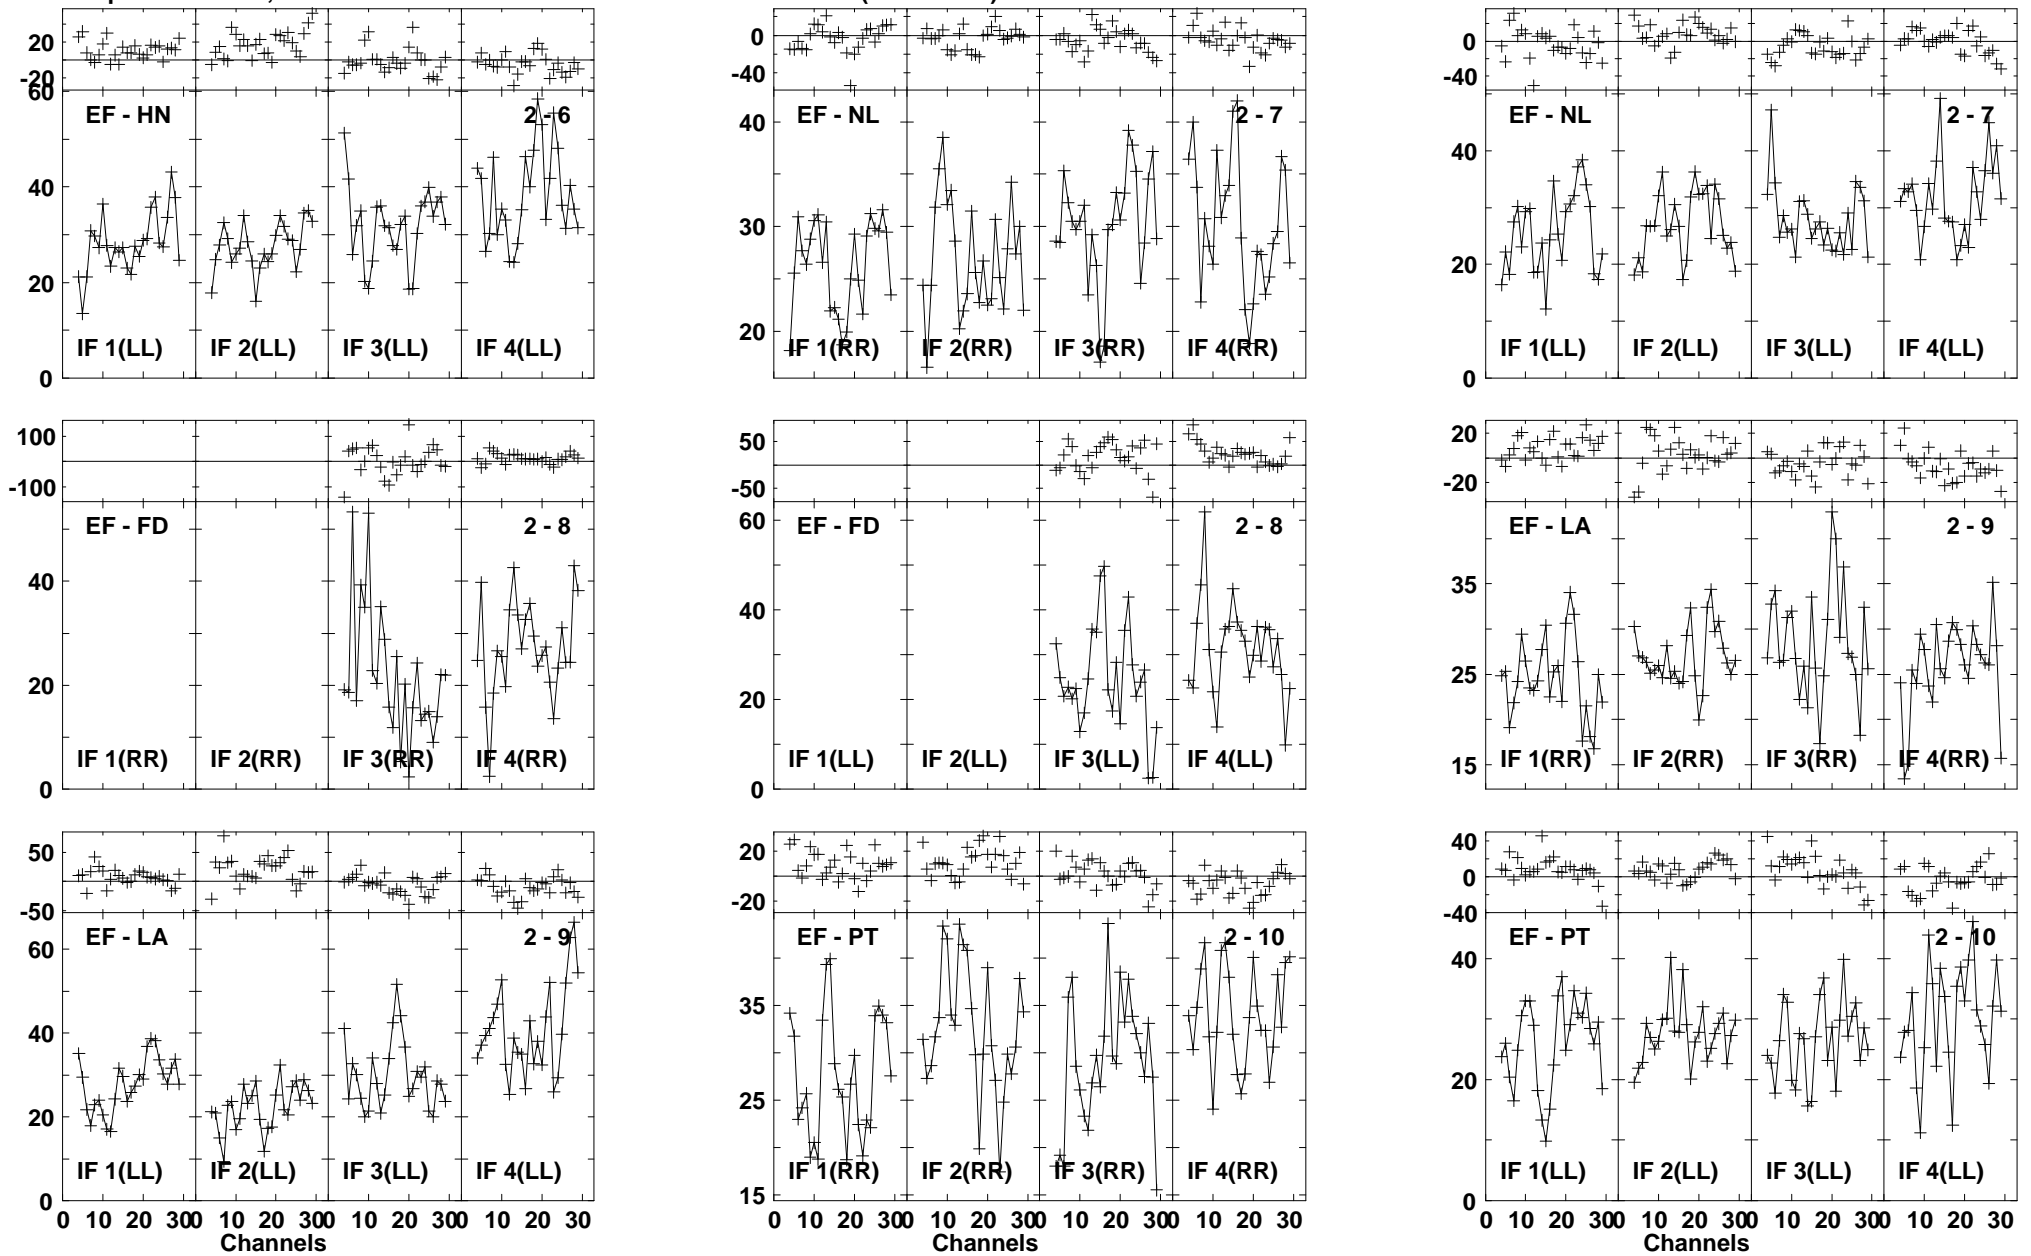 20
0
-40
0
-40
-20
60
EF - HN
2 - 6
EF - NL
2 - 7
EF - NL
2 - 7
40
40
40
30
20
20
20
IF 1(LL)
IF 2(LL)
IF 3(LL)
IF 4(LL)
IF 1(RR)
IF 2(RR)
IF 3(RR)
IF 4(RR)
IF 1(LL)
IF 2(LL)
IF 3(LL)
IF 4(LL)
0
0
100
-100
50
-50
20
-20
EF - FD
2 - 8
EF - FD
2 - 8
EF - LA
2 - 9
60
40
40
35
20
20
25
IF 1(RR)
IF 2(RR)
IF 3(RR)
IF 4(RR)
IF 1(LL)
IF 2(LL)
IF 3(LL)
IF 4(LL)
15
IF 1(RR)
IF 2(RR)
IF 3(RR)
IF 4(RR)
0
0
50
-50
20
-20
40
0
-40
EF - LA
2 - 9
EF - PT
2 - 10
EF - PT
2 - 10
60
40
20
35
25
40
20
IF 1(LL)
IF 2(LL)
IF 3(LL)
IF 4(LL)
IF 1(RR)
IF 2(RR)
IF 3(RR)
IF 4(RR)
IF 1(LL)
IF 2(LL)
IF 3(LL)
IF 4(LL)
0
15
0
0 10 20 300 10 20 300 10 20 300 10 20 30
0 10 20 300 10 20 300 10 20 300 10 20 30
0 10 20 300 10 20 300 10 20 300 10 20 30
Channels
Channels